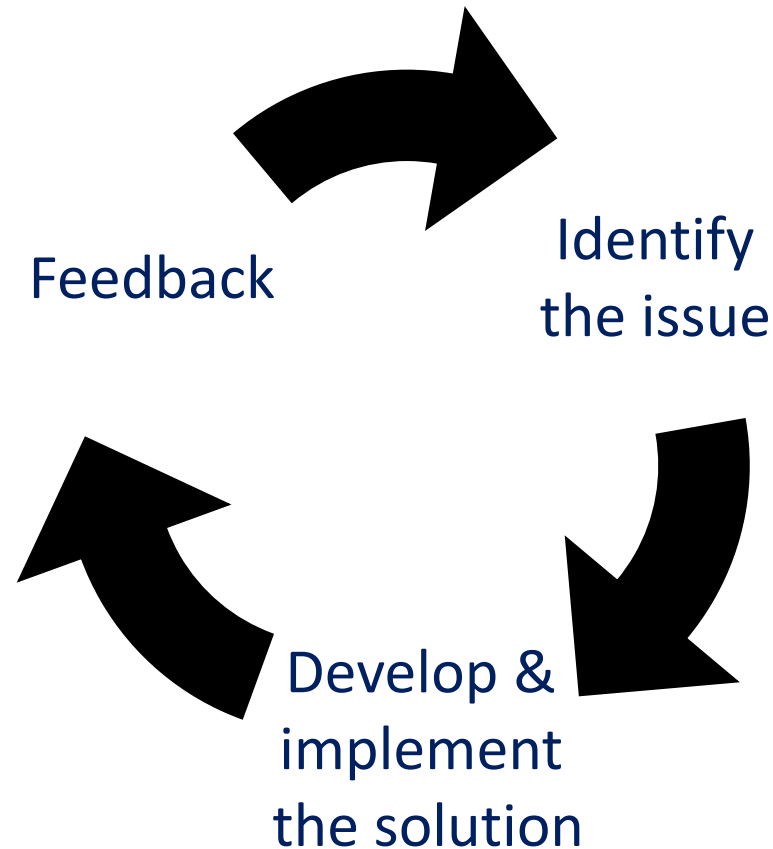 Feedback
Identify
the issue
Develop &
implement
the solution